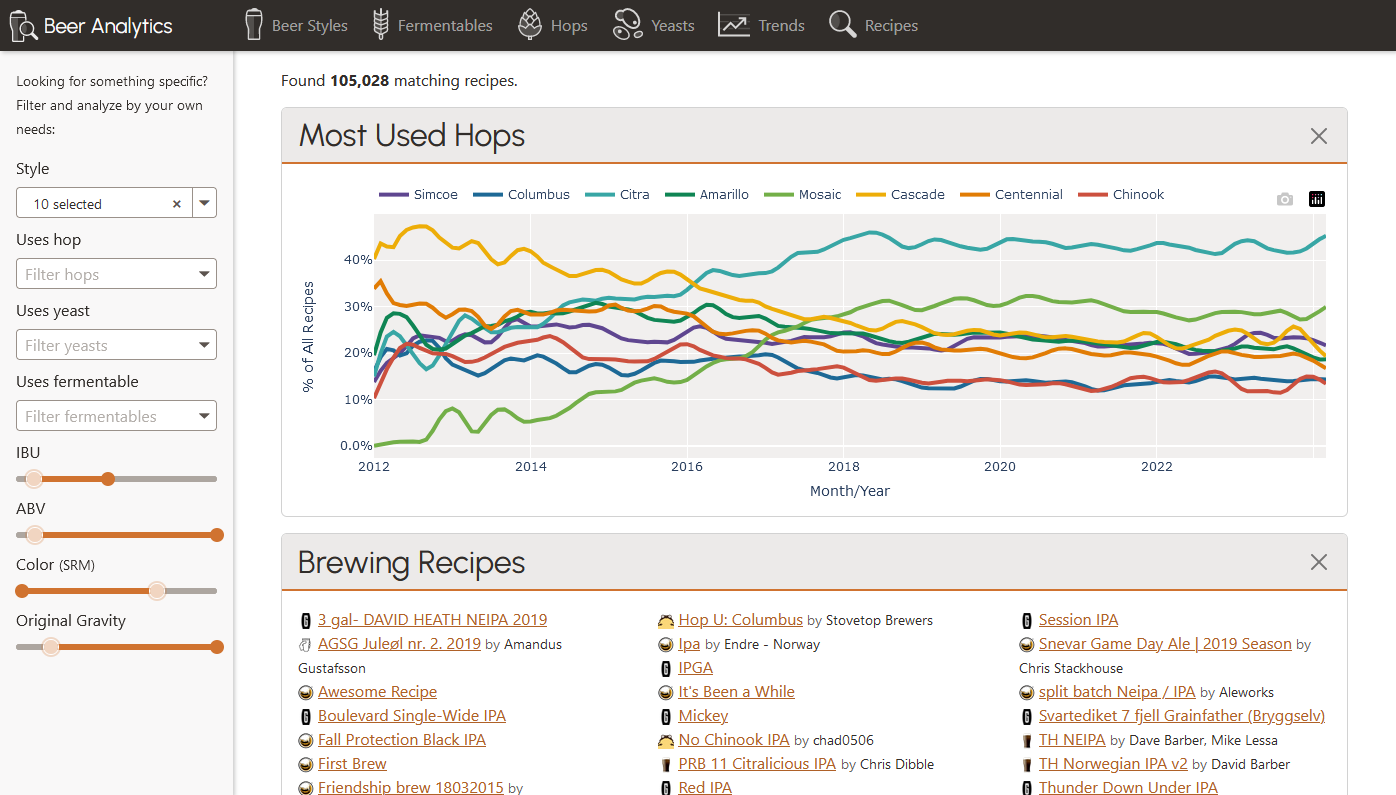 Beer Analytics
Beer Styles
Fermentables
Hops
Yeasts
Trends
Recipes
Looking for something specific?
Filter and analyze by your own
needs:
Style
10 selected ×
Uses hop
Filter hops
Uses yeast
Filter yeasts
Uses fermentable
Filter fermentables
IBU
ABV
Color (SRM)
Original Gravity
Found 105,028 matching recipes.
Most Used Hops
Simcoe Columbus Citra Amarillo Mosaic Cascade Centennial Chinook
% of All Recipes
40%
30%
20%
10%
0.0%
2012 2014 2016 2018 2020 2022
Month/Year
Brewing Recipes
3 gal- DAVID HEATH NEIPA 2019
AGSG Juleøl nr. 2. 2019 by Amandus
Gustafsson
Awesome Recipe
Boulevard Single-Wide IPA
Fall Protection Black IPA
First Brew
Friendship brew 18032015 by
Hop U: Columbus by Stovetop Brewers
Ipa by Endre - Norway
IPGA
It's Been a While
Mickey
No Chinook IPA by chad0506
PRB 11 Citralicious IPA by Chris Dibble
Red IPA
Session IPA
Snevar Game Day Ale | 2019 Season by
Chris Stackhouse
split batch Neipa / IPA by Aleworks
Svartediket 7 fjell Grainfather (Bryggselv)
TH NEIPA by Dave Barber, Mike Lessa
TH Norwegian IPA v2 by David Barber
Thunder Down Under IPA